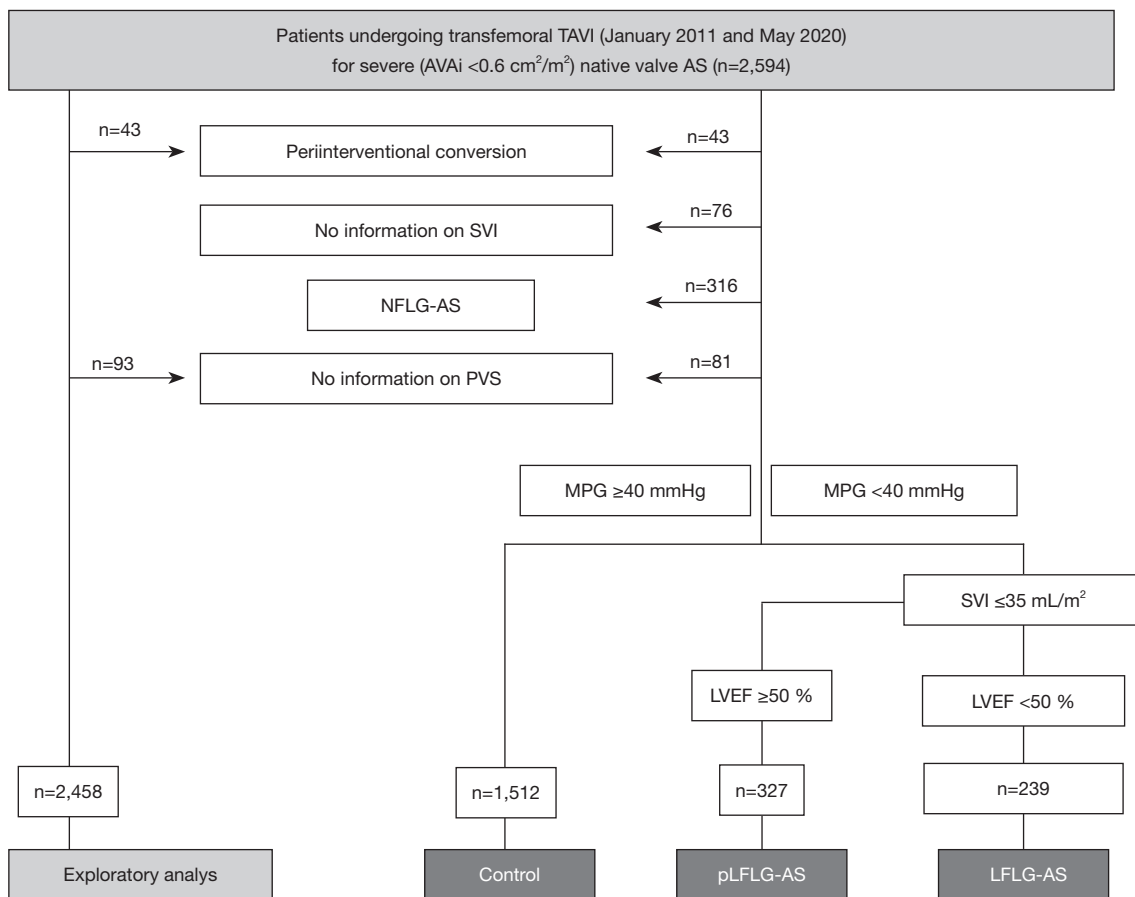 Patients undergoing transfemoral TAVI (January 2011 and May 2020)
for severe (AVAi <0.6 cm²/m²) native valve AS (n=2,594)
n=43
Periinterventional conversion
n=43
No information on SVI
n=76
NFLG-AS
n=316
n=93
No information on PVS
n=81
MPG ≥40 mmHg
MPG <40 mmHg
SVI ≤35 mL/m²
LVEF ≥50 %
LVEF <50 %
n=2,458
n=1,512
n=327
n=239
Exploratory analys
Control
pLFLG-AS
LFLG-AS